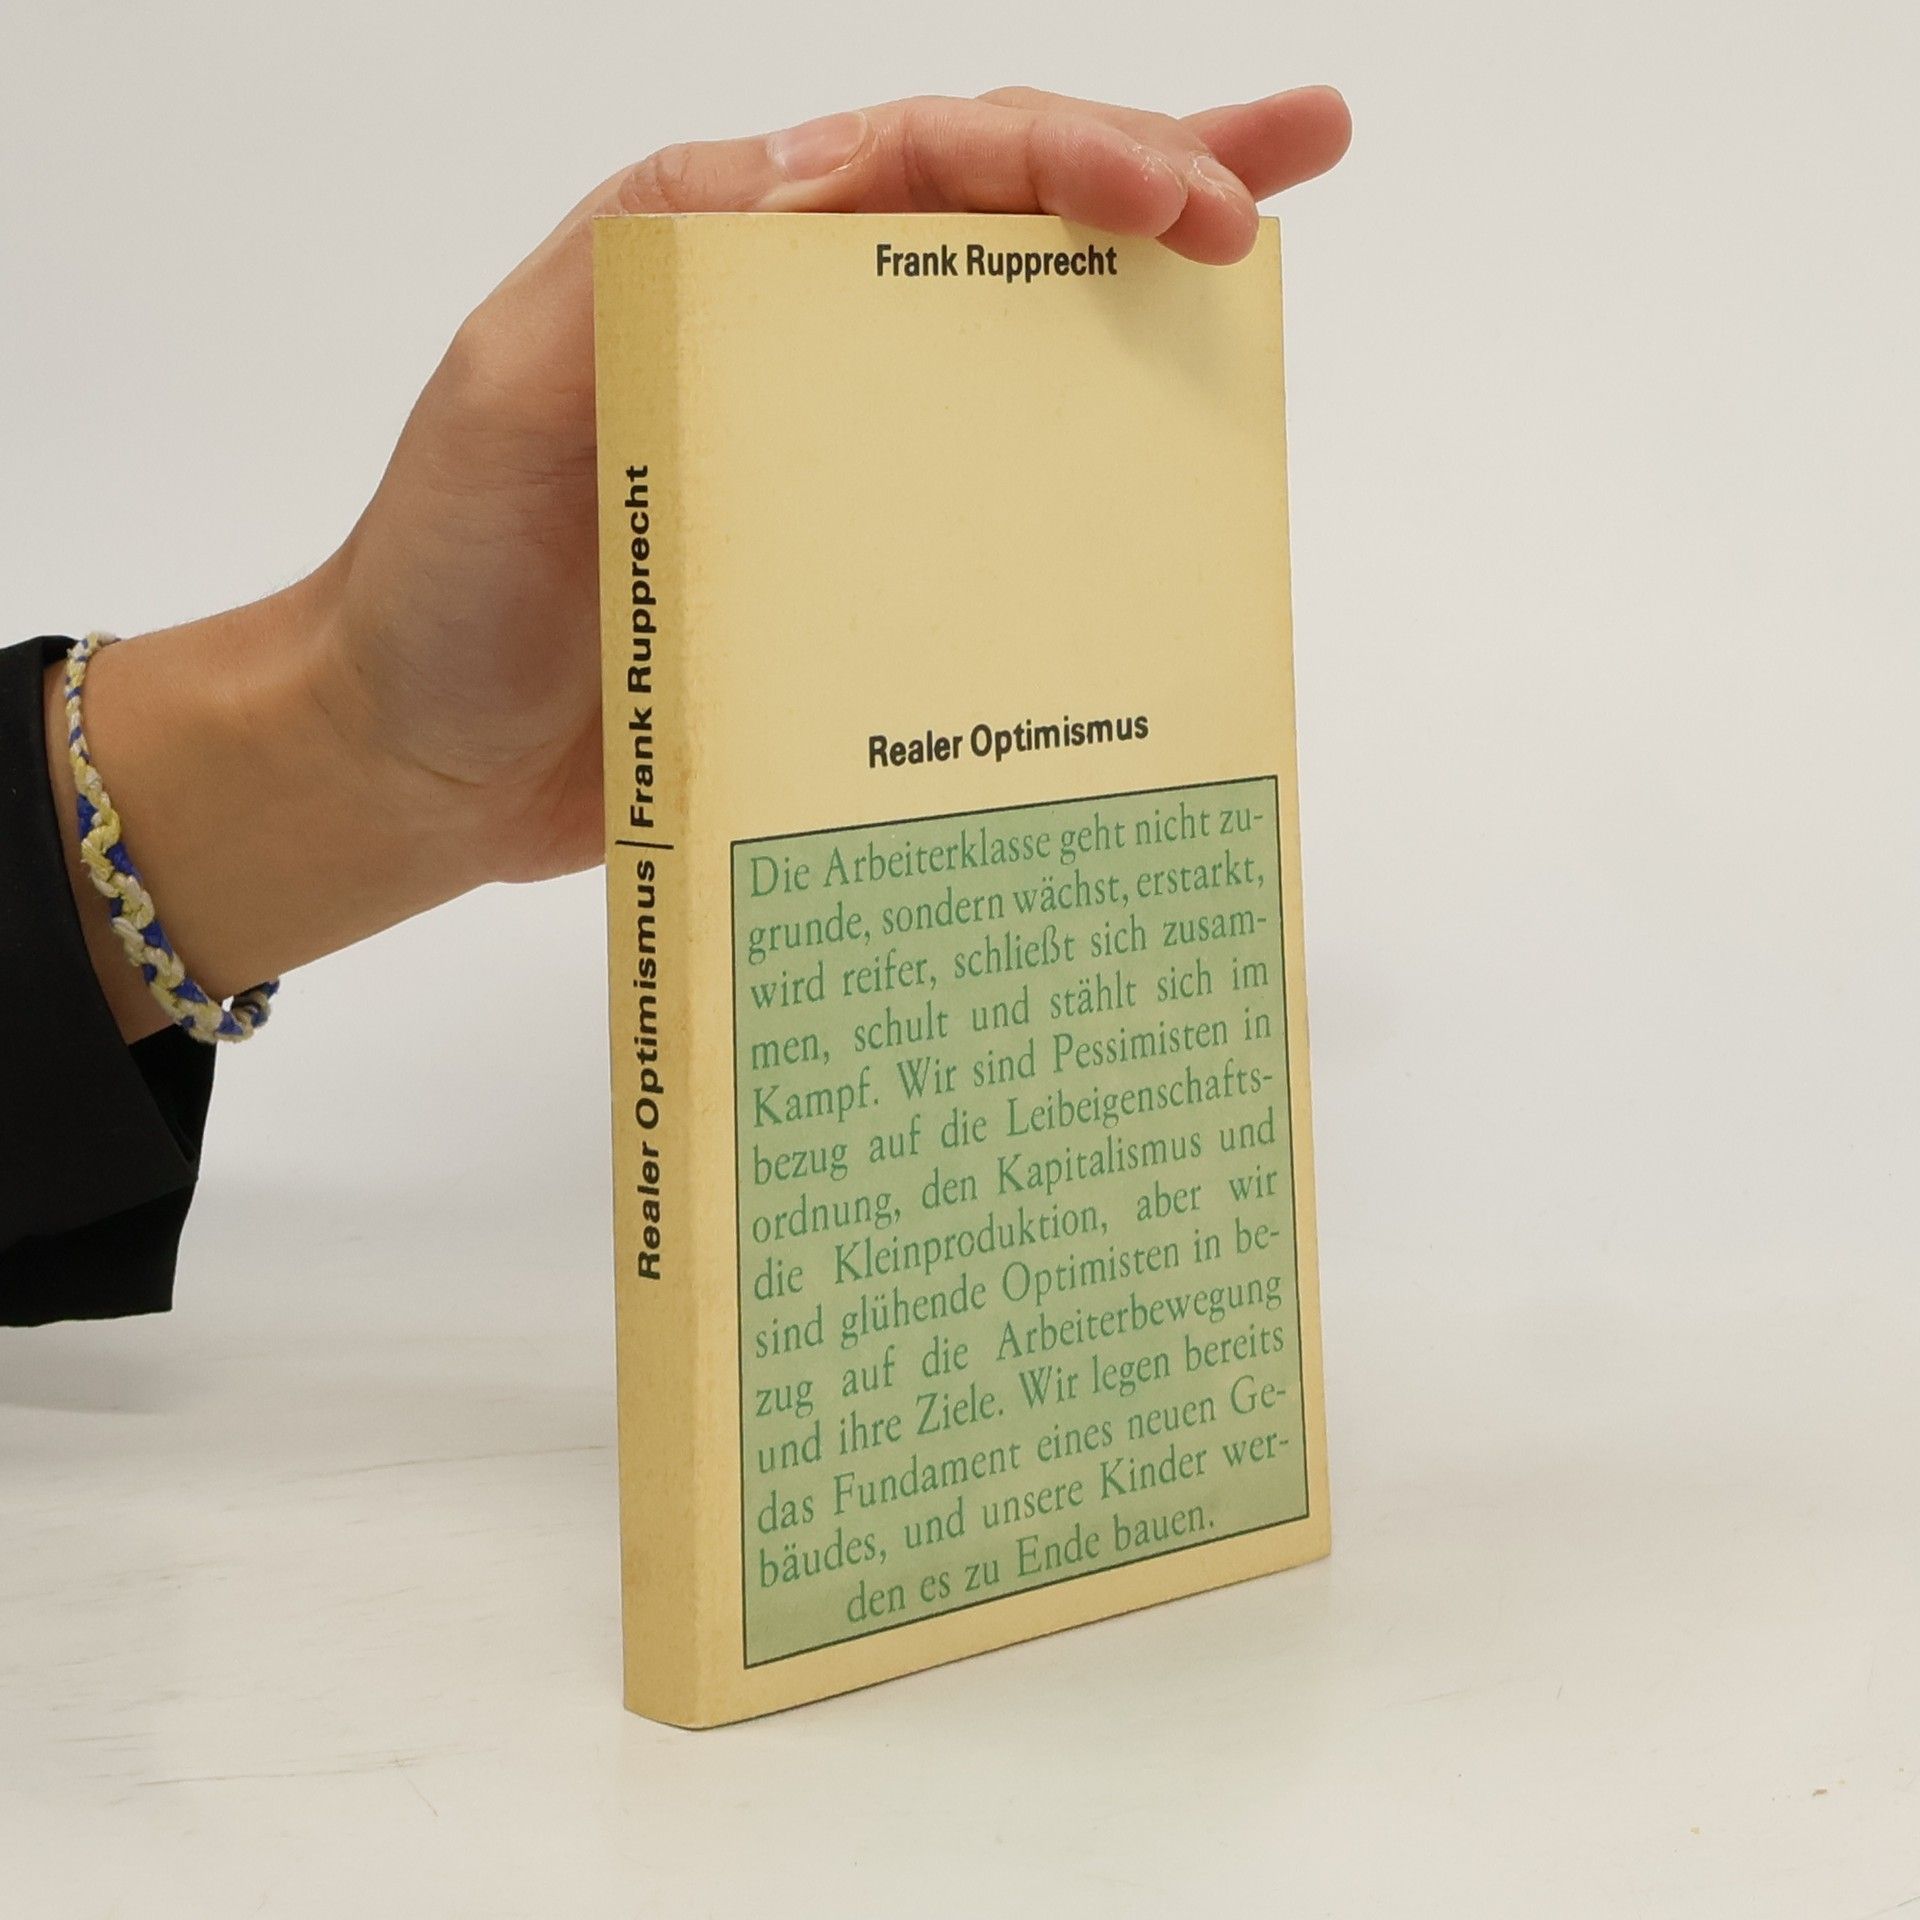 Frank Rupprecht
Realer Optimismus
Die Arbeiterklasse geht nicht zu-
grunde, sondern wächst, erstarkt,
wird reifer, schließt sich zusam-
men, schult und stählt sich im
Kampf. Wir sind Pessimisten in
bezug auf die Leibeigenschafts-
ordnung, den Kapitalismus und
die Kleinproduktion, aber wir
sind glühende Optimisten in be-
zug auf die Arbeiterbewegung
und ihre Ziele. Wir legen bereits
das Fundament eines neuen Ge-
bäudes, und unsere Kinder wer-
den es zu Ende bauen.
Realer Optimismus | Frank Rupprecht